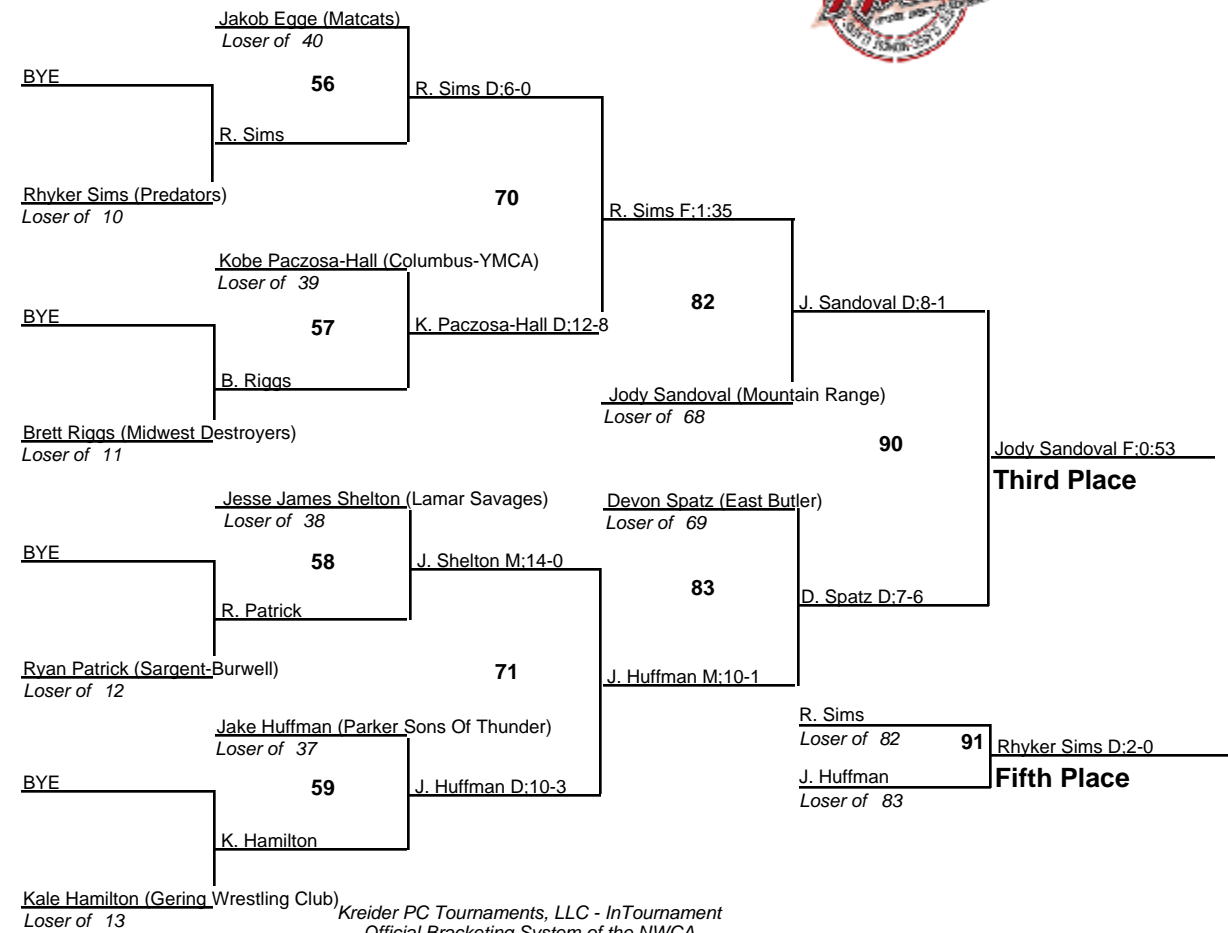 Jakob Egge (Matcats)
Loser of 40
BYE
56
R. Sims D;6-0
R. Sims
Rhyker Sims (Predators)
Loser of 10
70
R. Sims F;1:35
Kobe Paczosa-Hall (Columbus-YMCA)
Loser of 39
BYE
57
K. Paczosa-Hall D;12-8
82
J. Sandoval D;8-1
B. Riggs
Jody Sandoval (Mountain Range)
Loser of 68
Brett Riggs (Midwest Destroyers)
Loser of 11
90
Jody Sandoval F;0:53
Third Place
Jesse James Shelton (Lamar Savages)
Loser of 38
Devon Spatz (East Butler)
Loser of 69
BYE
58
J. Shelton M;14-0
83
D. Spatz D;7-6
R. Patrick
Ryan Patrick (Sargent-Burwell)
Loser of 12
71
J. Huffman M;10-1
Jake Huffman (Parker Sons Of Thunder)
Loser of 37
R. Sims
Loser of 82
91
Rhyker Sims D;2-0
Fifth Place
J. Huffman
Loser of 83
BYE
59
J. Huffman D;10-3
K. Hamilton
Kale Hamilton (Gering Wrestling Club)
Loser of 13
Kreider PC Tournaments, LLC - InTournament
Official Bracketing System of the NWCA